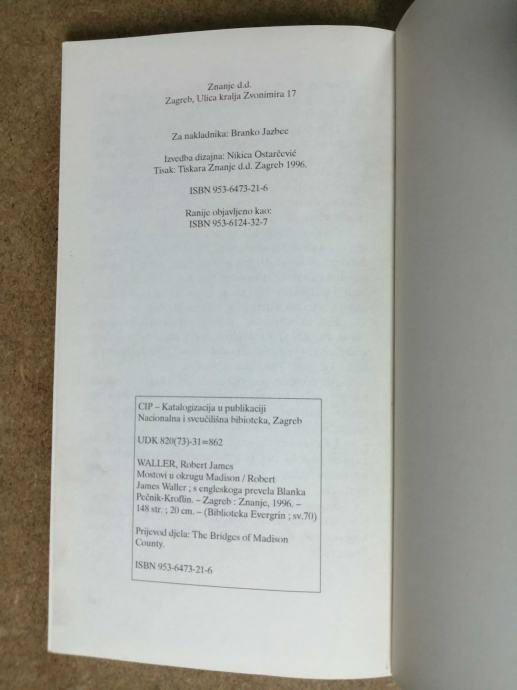 Znanje d.d.
Zagreb, Ulica kralja Zvonimira 17
Za nakladnika: Branko Jazbec
Izvedba dizajna: Nikica Ostarčević
Tisak: Tiskara Znanje d.d. Zagreb 1996.
ISBN 953-6473-21-6
Ranije objavljeno kao:
ISBN 953-6124-32-7
CIP – Katalogizacija u publikaciji
Nacionalna i sveučilišna bibioteka, Zagreb
UDK 820(73)-31=862
WALLER, Robert James
Mostovi u okrugu Madison / Robert
James Waller ; s engleskoga prevela Blanka
Pečnik-Kroflin. – Zagreb : Znanje, 1996. –
148 str. ; 20 cm. – (Biblioteka Evergrin ; sv.70)
Prijevod djela: The Bridges of Madison
County.
ISBN 953-6473-21-6